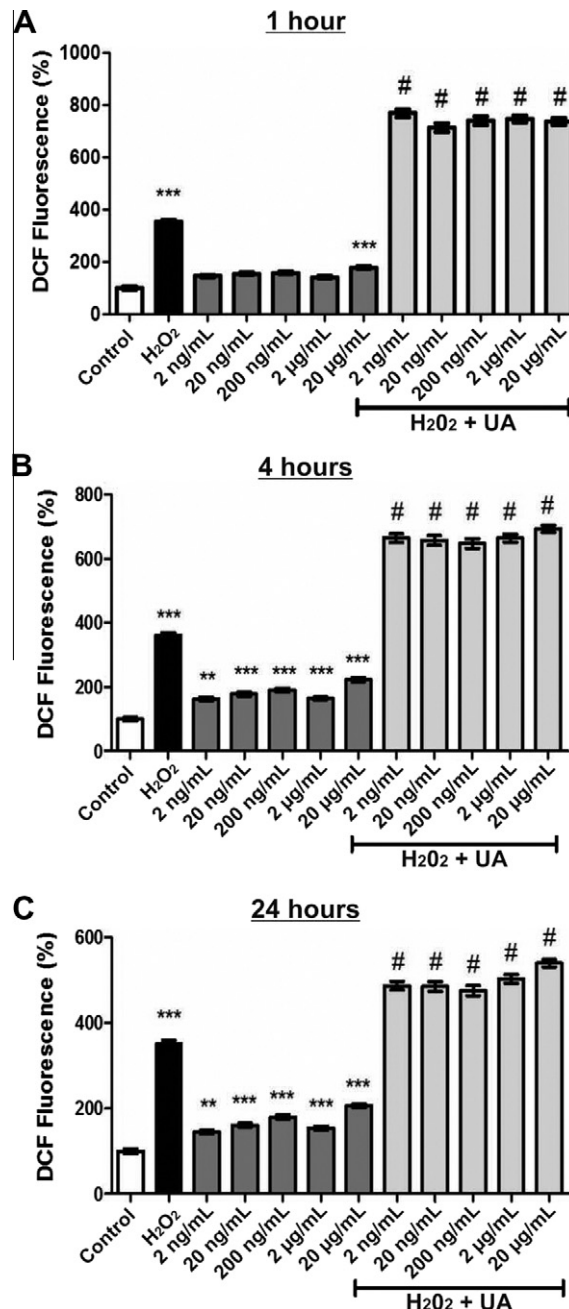 A
1 hour
DCF Fluorescence (%)
1000
800
600
400
200
0
***
***
#
#
#
#
#
Control
H₂O₂
2 ng/mL
20 ng/mL
200 ng/mL
2 µg/mL
20 µg/mL
2 ng/mL
20 ng/mL
200 ng/mL
2 µg/mL
20 µg/mL
H₂0₂ + UA
B
4 hours
DCF Fluorescence (%)
800
600
400
200
0
***
**
***
***
***
***
#
#
#
#
#
Control
H₂O₂
2 ng/mL
20 ng/mL
200 ng/mL
2 µg/mL
20 µg/mL
2 ng/mL
20 ng/mL
200 ng/mL
2 µg/mL
20 µg/mL
H₂0₂ + UA
C
24 hours
DCF Fluorescence (%)
600
400
200
0
***
**
***
***
***
***
#
#
#
#
#
Control
H₂O₂
2 ng/mL
20 ng/mL
200 ng/mL
2 µg/mL
20 µg/mL
2 ng/mL
20 ng/mL
200 ng/mL
2 µg/mL
20 µg/mL
H₂0₂ + UA